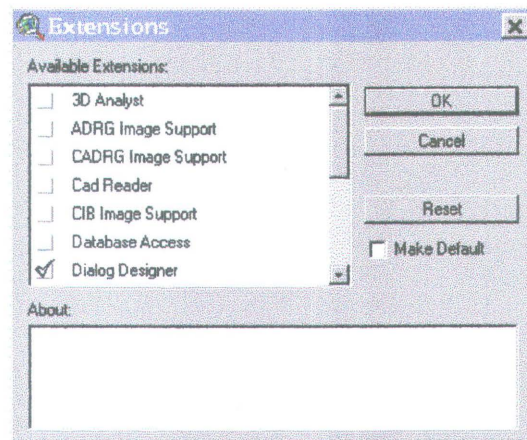 Extensions
Available Extensions:
3D Analyst
ADRG Image Support
CADRG Image Support
Cad Reader
CIB Image Support
Database Access
Dialog Designer
OK
Cancel
Reset
Make Default
About: